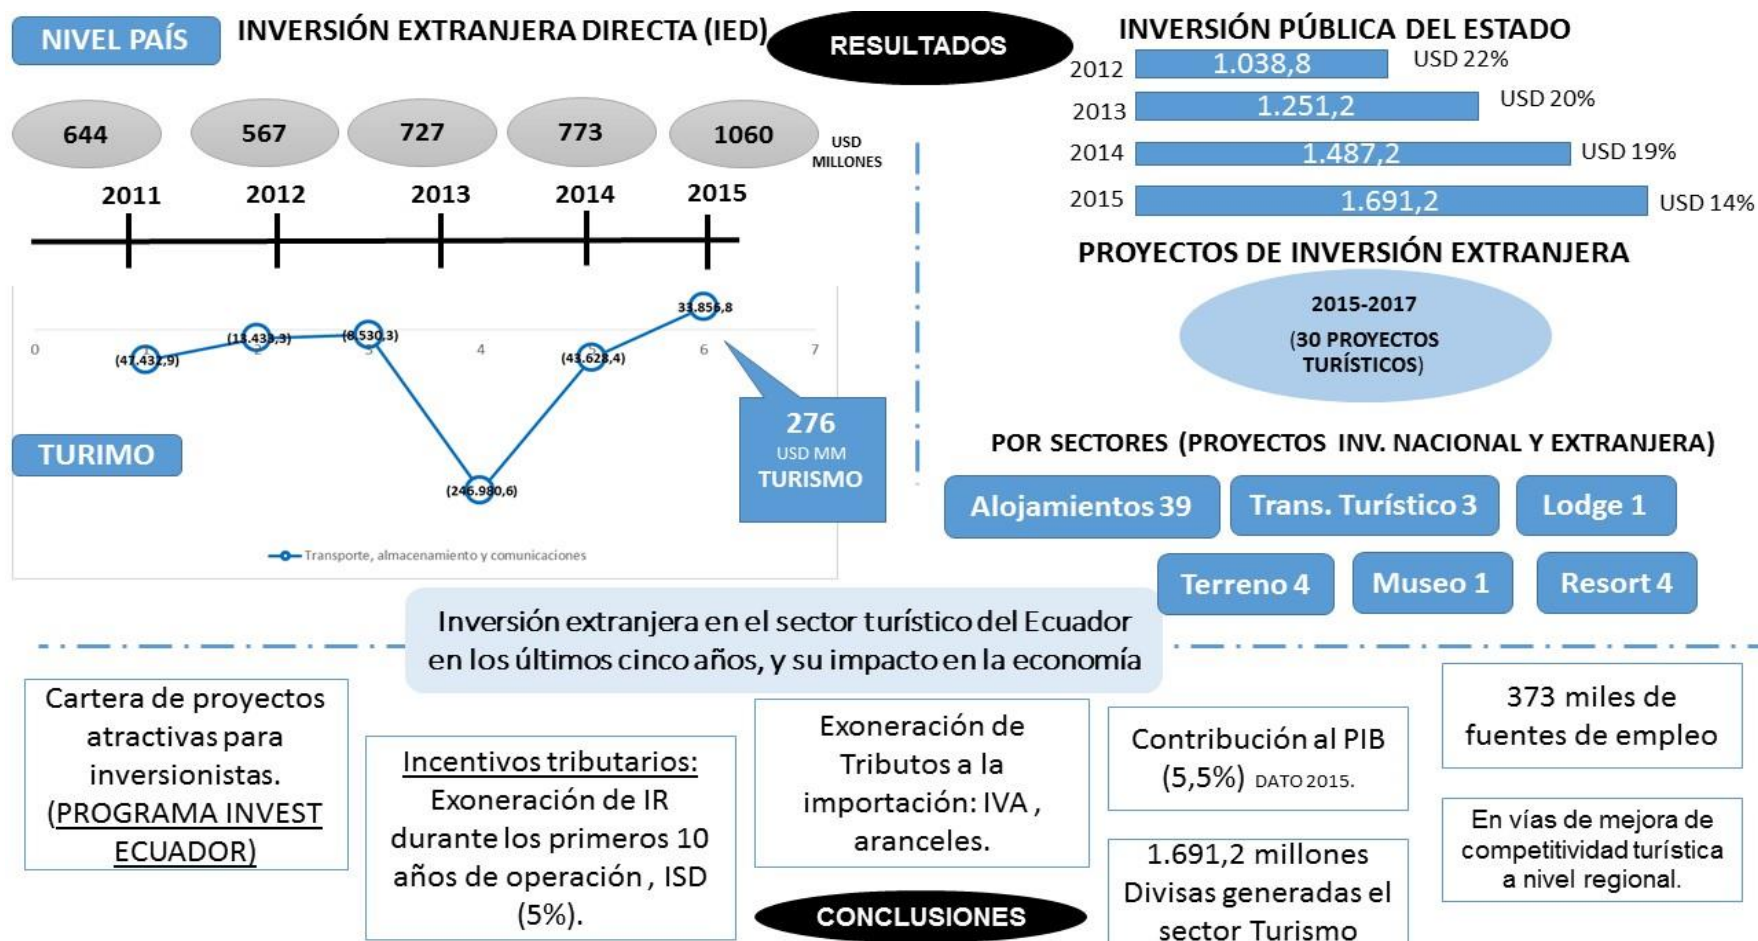 NIVEL PAÍS
INVERSIÓN EXTRANJERA DIRECTA (IED)
RESULTADOS
644
567
727
773
1060
USD
MILLONES
2011
2012
2013
2014
2015
33.856,8
(13.433,3)
(8.530,3)
(47.432,9)
(43.628,4)
(246.980,6)
0
1
2
3
4
5
6
7
Transporte, almacenamiento y comunicaciones
TURIMO
276
USD MM
TURISMO
INVERSIÓN PÚBLICA DEL ESTADO
2012 1.038,8 USD 22%
2013 1.251,2 USD 20%
2014 1.487,2 USD 19%
2015 1.691,2 USD 14%
PROYECTOS DE INVERSIÓN EXTRANJERA
2015-2017
(30 PROYECTOS
TURÍSTICOS)
POR SECTORES (PROYECTOS INV. NACIONAL Y EXTRANJERA)
Alojamientos 39
Trans. Turístico 3
Lodge 1
Terreno 4
Museo 1
Resort 4
Inversión extranjera en el sector turístico del Ecuador
en los últimos cinco años, y su impacto en la economía
Cartera de proyectos
atractivas para
inversionistas.
(PROGRAMA INVEST
ECUADOR)
Incentivos tributarios:
Exoneración de IR
durante los primeros 10
años de operación , ISD
(5%).
Exoneración de
Tributos a la
importación: IVA ,
aranceles.
CONCLUSIONES
Contribución al PIB
(5,5%) DATO 2015.
1.691,2 millones
Divisas generadas el
sector Turismo
373 miles de
fuentes de empleo
En vías de mejora de
competitividad turística
a nivel regional.